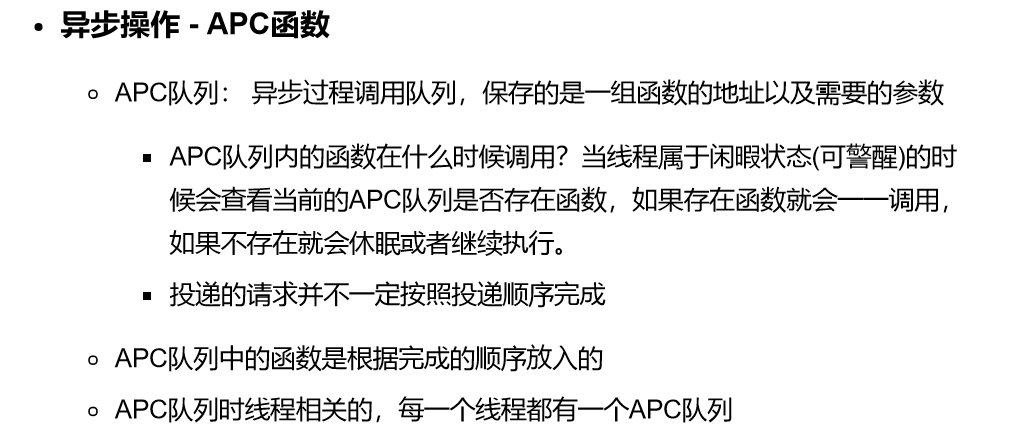 异步操作 - APC函数
APC队列： 异步过程调用队列，保存的是一组函数的地址以及需要的参数
APC队列内的函数在什么时候调用？当线程属于闲暇状态(可警醒)的时
候会查看当前的APC队列是否存在函数，如果存在函数就会一一调用，
如果不存在就会休眠或者继续执行。
投递的请求并不一定按照投递顺序完成
APC队列中的函数是根据完成的顺序放入的
APC队列时线程相关的，每一个线程都有一个APC队列